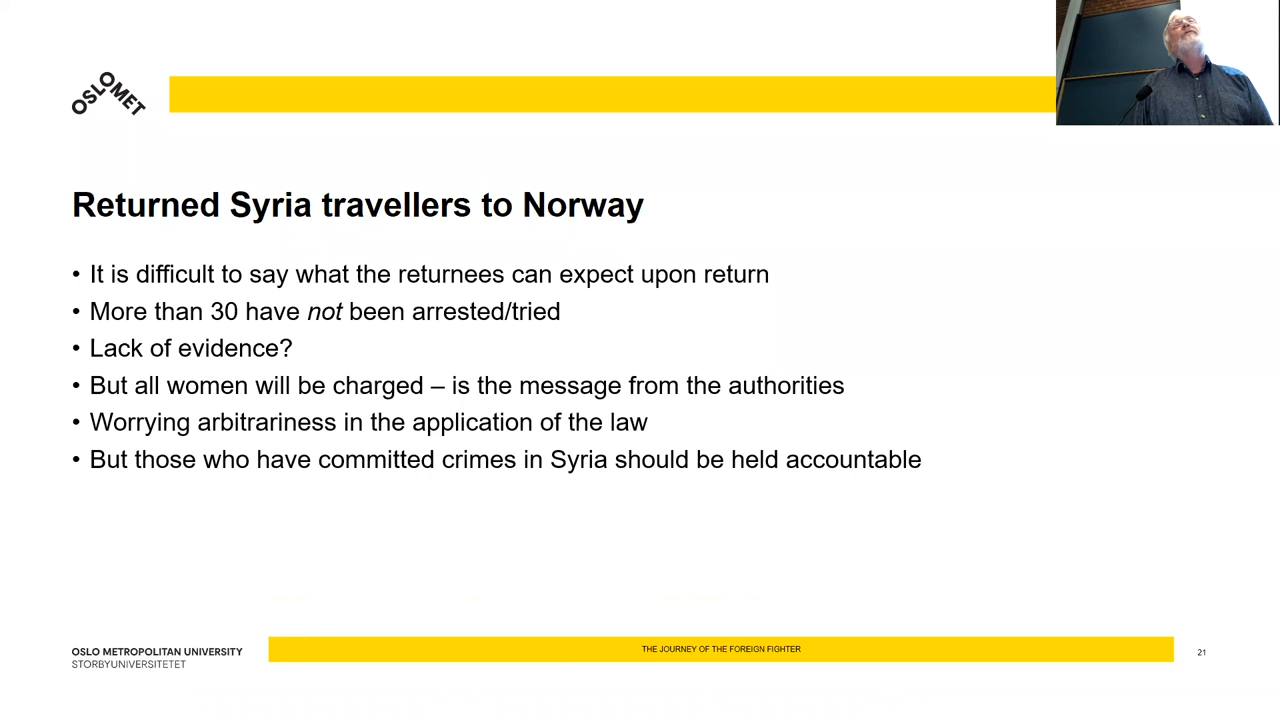 OSLOMET
Returned Syria travellers to Norway
• It is difficult to say what the returnees can expect upon return
• More than 30 have not been arrested/tried
• Lack of evidence?
• But all women will be charged – is the message from the authorities
• Worrying arbitrariness in the application of the law
• But those who have committed crimes in Syria should be held accountable
OSLO METROPOLITAN UNIVERSITY
STORBYUNIVERSITETET
THE JOURNEY OF THE FOREIGN FIGHTER
21